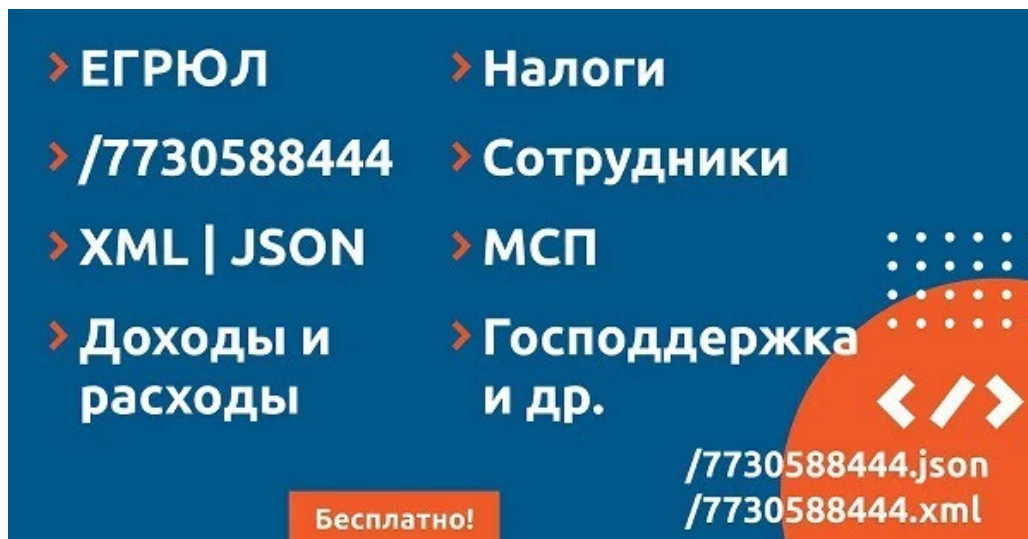 ЕГРЮЛ
/7730588444
XML | JSON
Доходы и
расходы
Налоги
Сотрудники
МСП
Господдержка
и др.
</>
/7730588444.json
/7730588444.xml
Бесплатно!